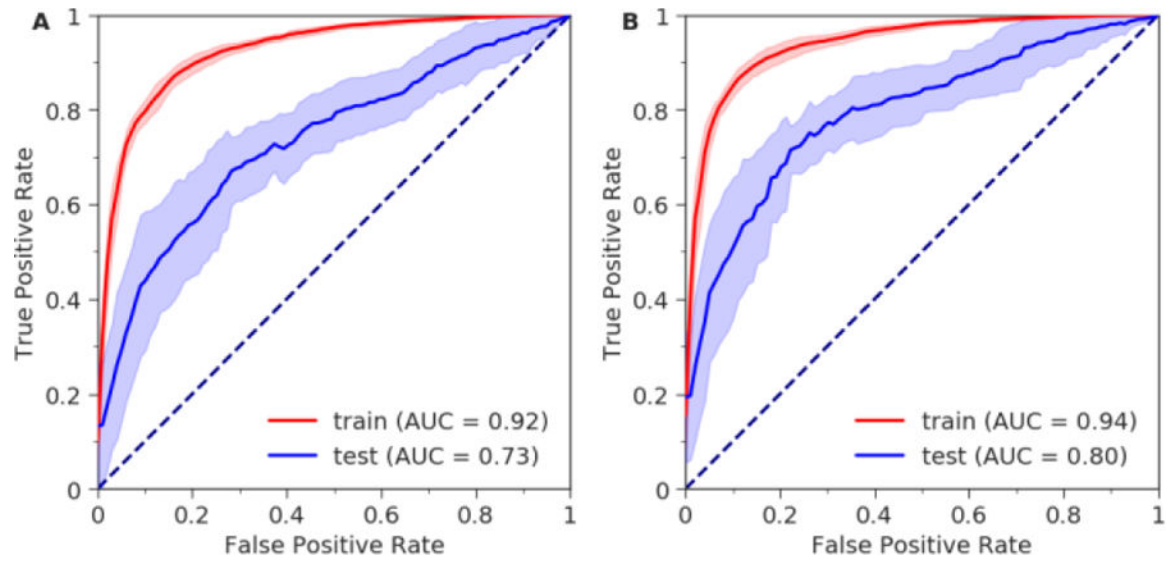 A
1
0.8
0.6
0.4
0.2
0
True Positive Rate
train (AUC = 0.92)
test (AUC = 0.73)
0 0.2 0.4 0.6 0.8 1
False Positive Rate
B
1
0.8
0.6
0.4
0.2
0
True Positive Rate
train (AUC = 0.94)
test (AUC = 0.80)
0 0.2 0.4 0.6 0.8 1
False Positive Rate